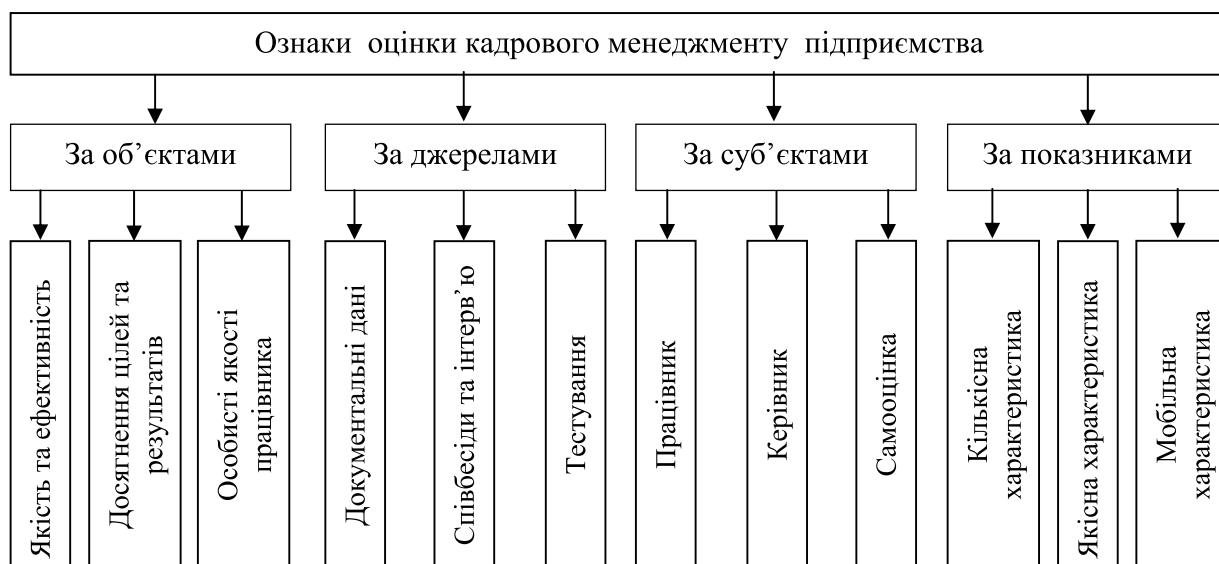 Ознаки оцінки кадрового менеджменту підприємства
За об’єктами
За джерелами
За суб’єктами
За показниками
Якість та ефективність
Досягнення цілей та
результатів
Особисті якості
працівника
Документальні дані
Співбесіди та інтерв’ю
Тестування
Працівник
Керівник
Самооцінка
Кількісна
характеристика
Якісна характеристика
Мобільна
характеристика